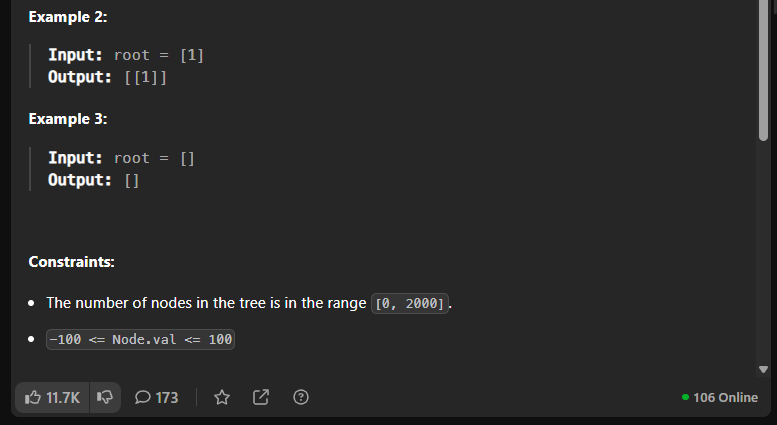 Example 2:
Input: root = [1]
Output: [[1]]
Example 3:
Input: root = []
Output: []
Constraints:
The number of nodes in the tree is in the range [0, 2000].
-100 <= Node.val <= 100
11.7K 173 106 Online